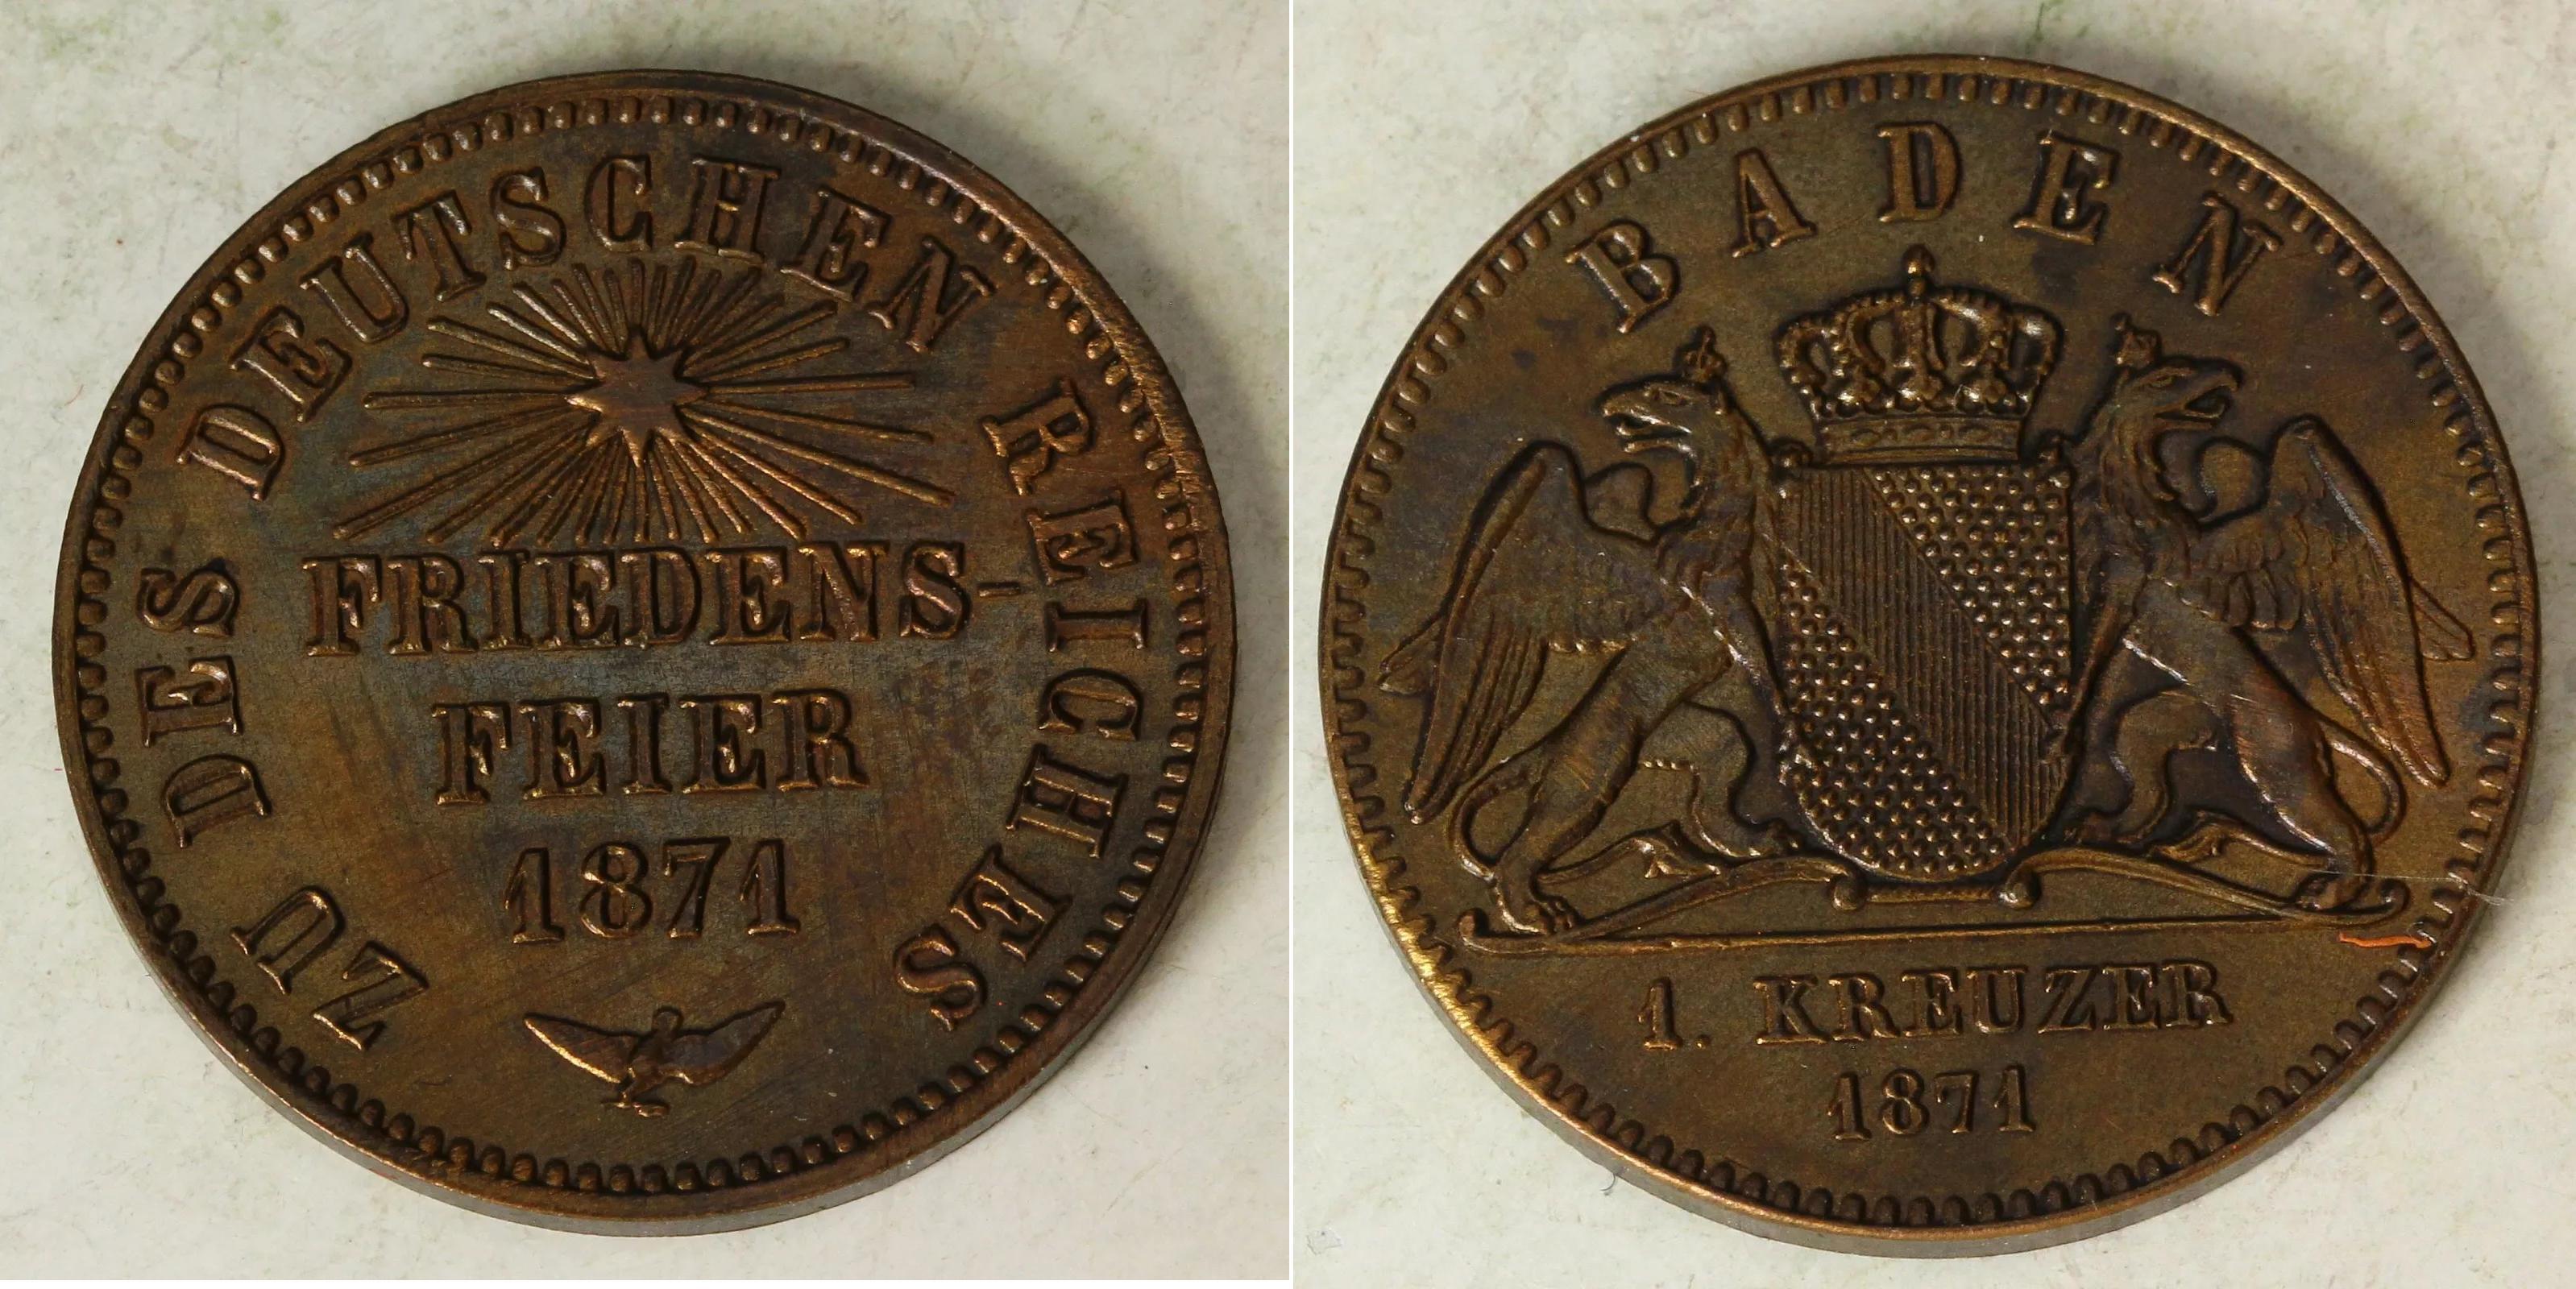 ZU DES DEUTSCHEN REICHES
FRIEDENS-
FEIER
1871
BADEN
1. KREUZER
1871